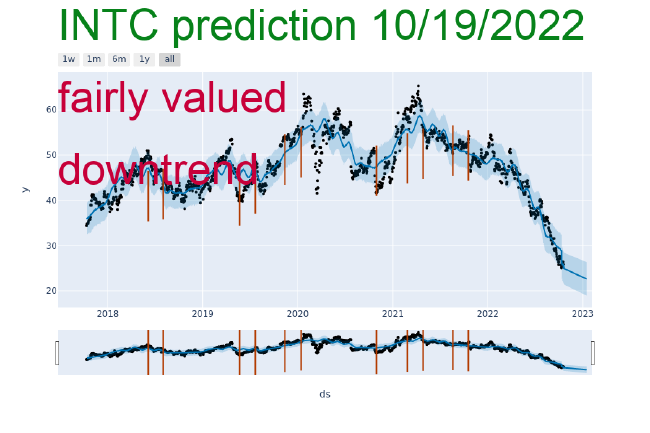 INTC prediction 10/19/2022
1w 1m 6m 1y all
fairly valued
downtrend
60
50
40
30
20
y
2018 2019 2020 2021 2022 2023
ds